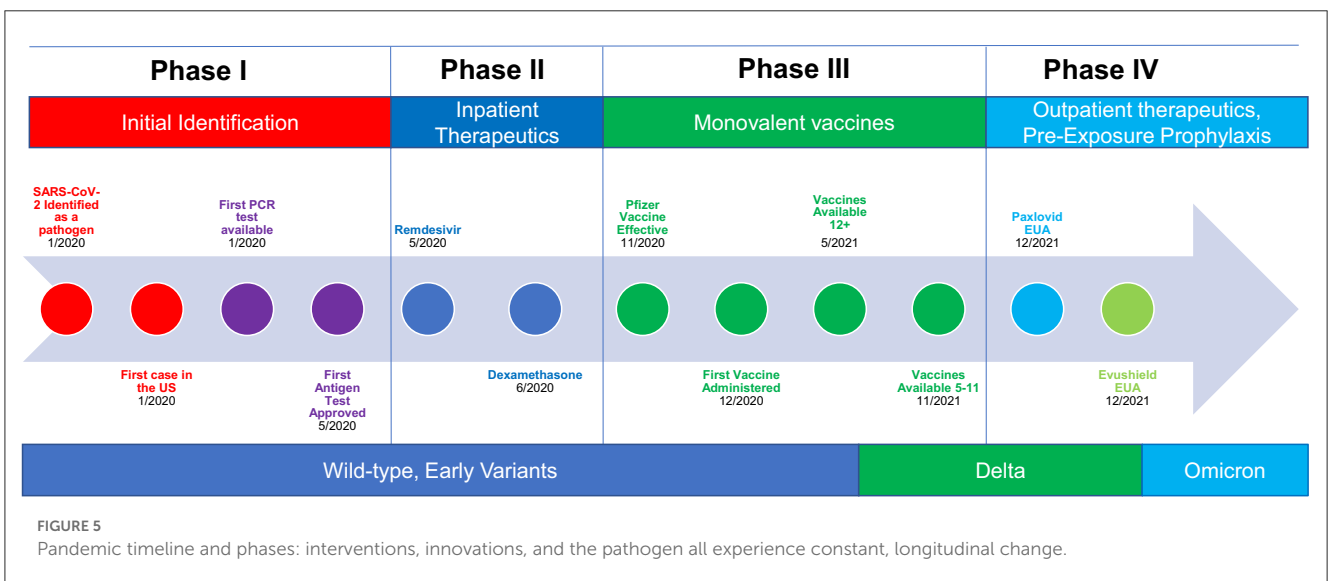 Phase I
Phase II
Phase III
Phase IV
Initial Identification
Inpatient
Therapeutics
Monovalent vaccines
Outpatient therapeutics,
Pre-Exposure Prophylaxis
SARS-CoV-
2 Identified
as a
pathogen
1/2020
First PCR
test
available
1/2020
Remdesivir
5/2020
Pfizer
Vaccine
Effective
11/2020
Vaccines
Available
12+
5/2021
Paxlovid
EUA
12/2021
First case in
the US
1/2020
First
Antigen
Test
Approved
5/2020
Dexamethasone
6/2020
First Vaccine
Administered
12/2020
Vaccines
Available 5-11
11/2021
Evushield
EUA
12/2021
Wild-type, Early Variants
Delta
Omicron
FIGURE 5
Pandemic timeline and phases: interventions, innovations, and the pathogen all experience constant, longitudinal change.